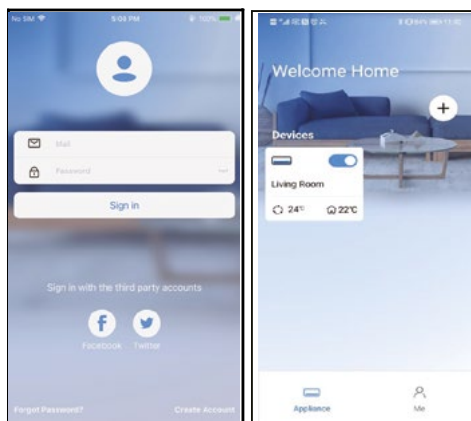 No SIM 5:03 PM 100%
Mail
Password
Sign in
Sign in with the third party accounts
Facebook Twitter
Forgot Password? Create Account
Welcome Home
Devices
Living Room
24°C 22°C
Appliance Me